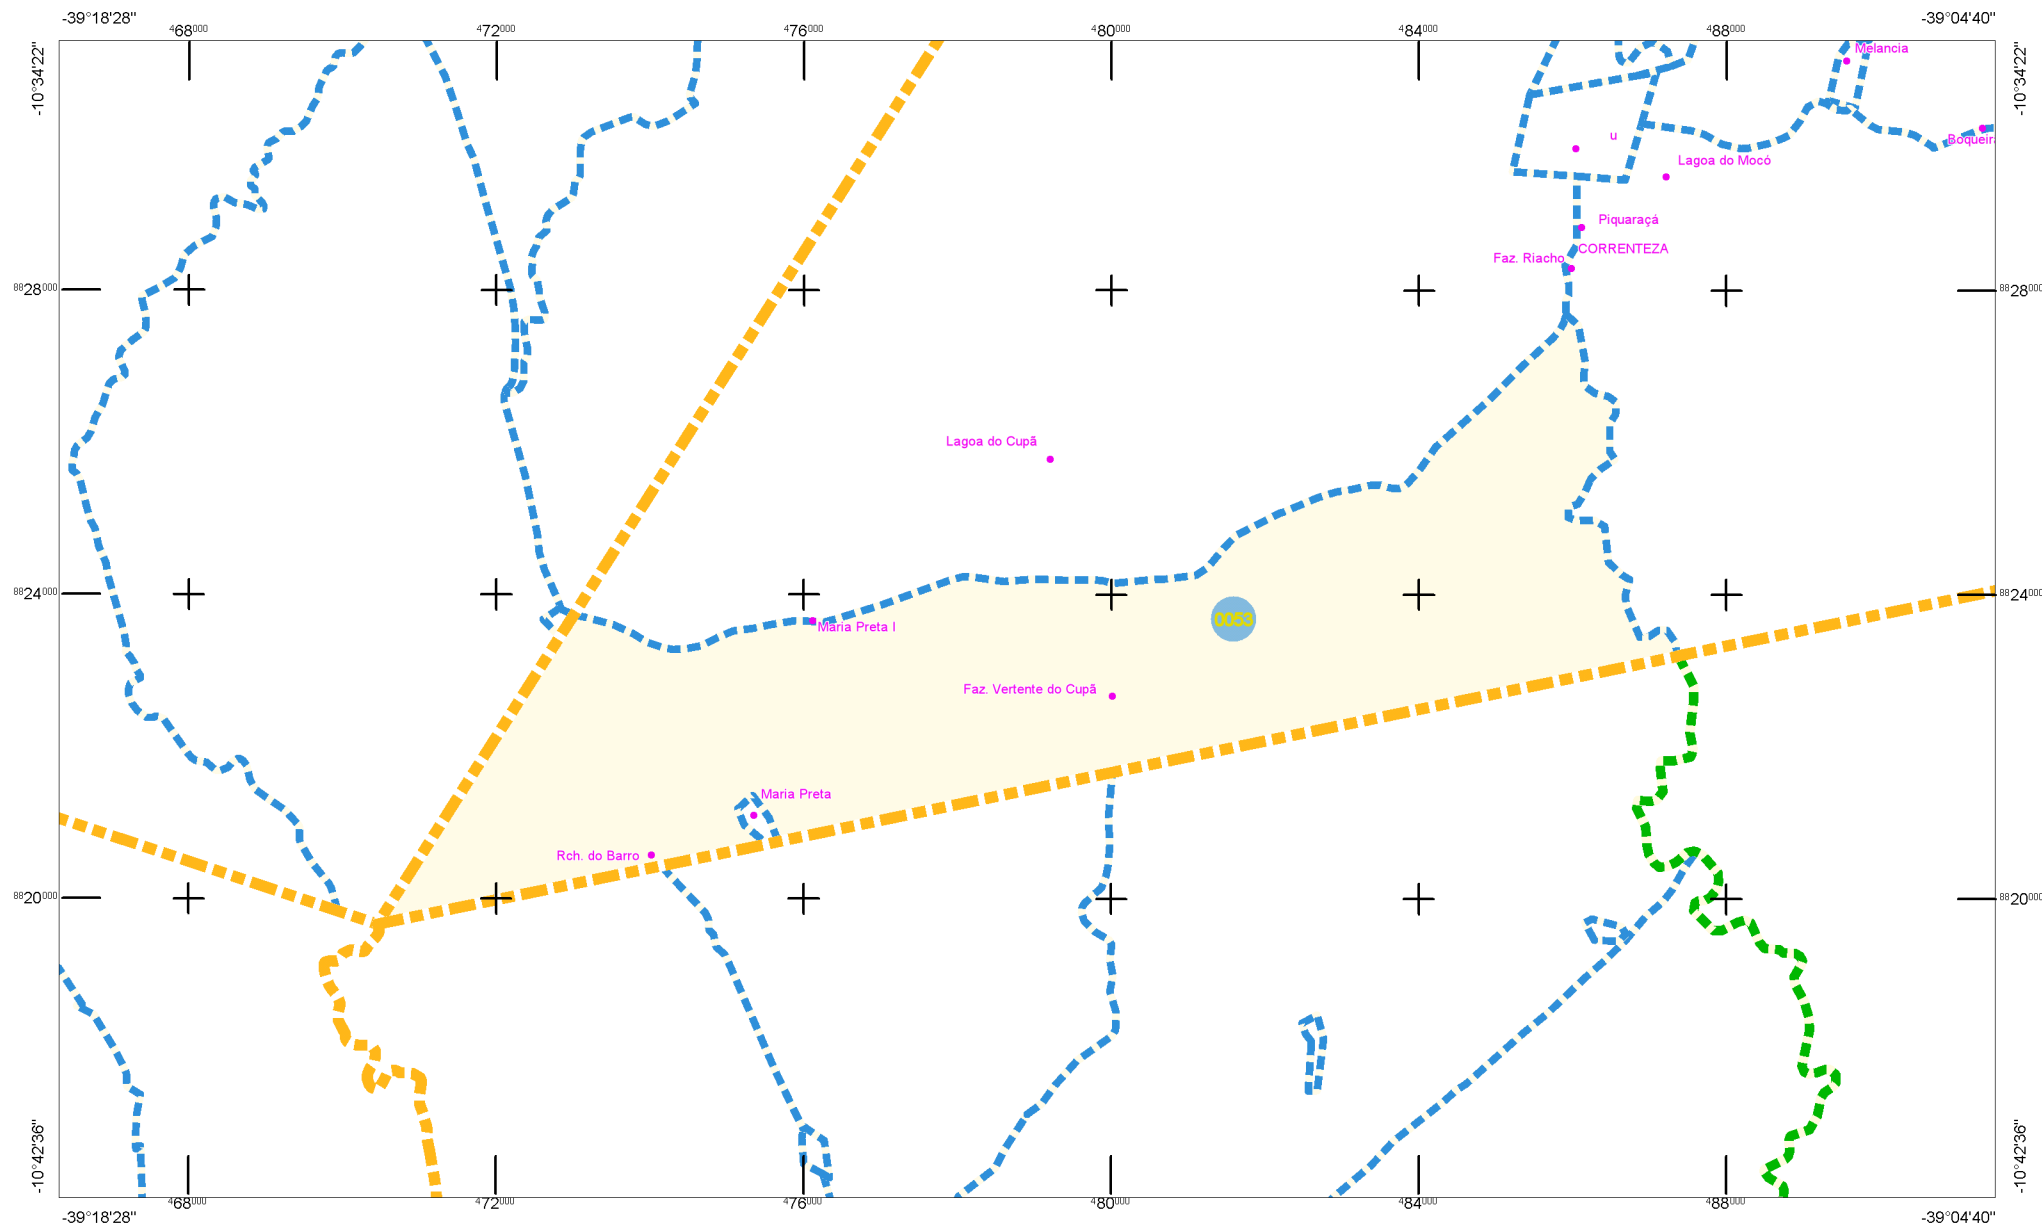 -39°18'28" -39°04'40"
468000 472000 476000 480000 484000 488000
-10°34'22" -10°34'22"
Melancia
u
Boqueir
Lagoa do Mocó
Piquaraçá
CORRENTEZA
Faz. Riacho
8828000 8828000
Lagoa do Cupã
8824000 8824000
0053
Maria Preta I
Faz. Vertente do Cupã
Maria Preta
Rch. do Barro
8820000 8820000
-10°42'36" -10°42'36"
468000 472000 476000 480000 484000 488000
-39°18'28" -39°04'40"